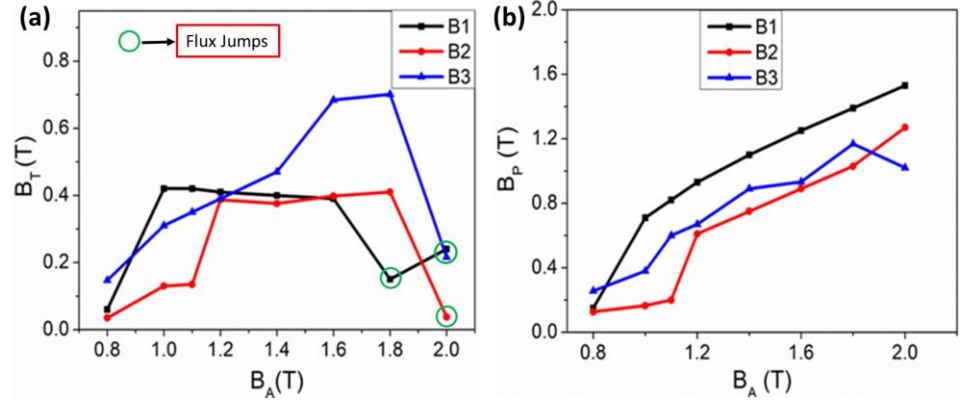 (a)
Flux Jumps
B1
B2
B3
0.8
0.6
0.4
0.2
0.0
B_T (T)
0.8 1.0 1.2 1.4 1.6 1.8 2.0
B_A(T)
(b)
B1
B2
B3
2.0
1.6
1.2
0.8
0.4
0.0
B_P (T)
0.8 1.2 1.6 2.0
B_A (T)